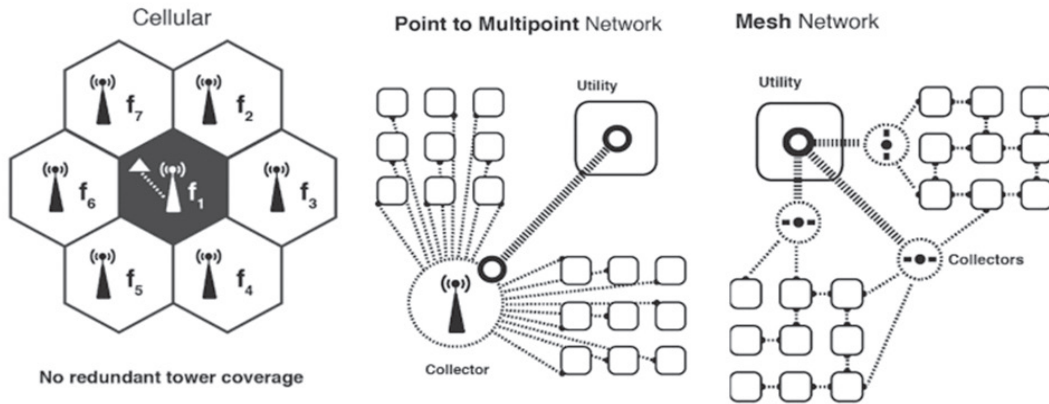 Cellular
f7
f2
f6
f1
f3
f5
f4
No redundant tower coverage
Point to Multipoint Network
Utility
Collector
Mesh Network
Utility
Collectors